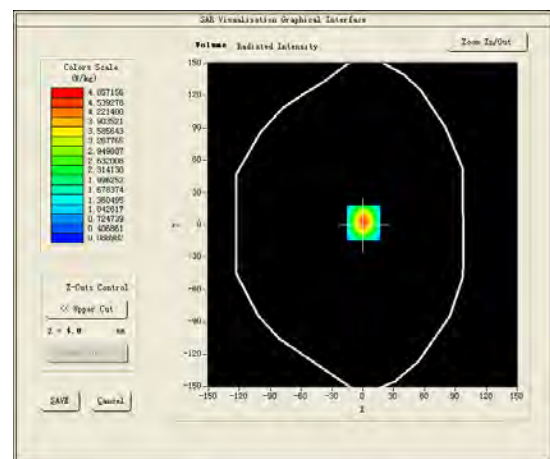 SAR Visualisation Graphical Interface
Volume Radiated Intensity
Zoom In/Out
Colors Scale
(W/kg)
4.857156
4.539278
4.221400
3.903521
3.585643
3.267765
2.949887
2.632008
2.314130
1.996252
1.678374
1.360495
1.042617
0.724739
0.406861
Z-Cuts Control
<< Upper Cut
Z = 4.0 mm
SAVE
Cancel
150
120
90
60
30
0
-30
-60
-90
-120
-150
-150 -120 -90 -60 -30 0 30 60 90 120 150
X